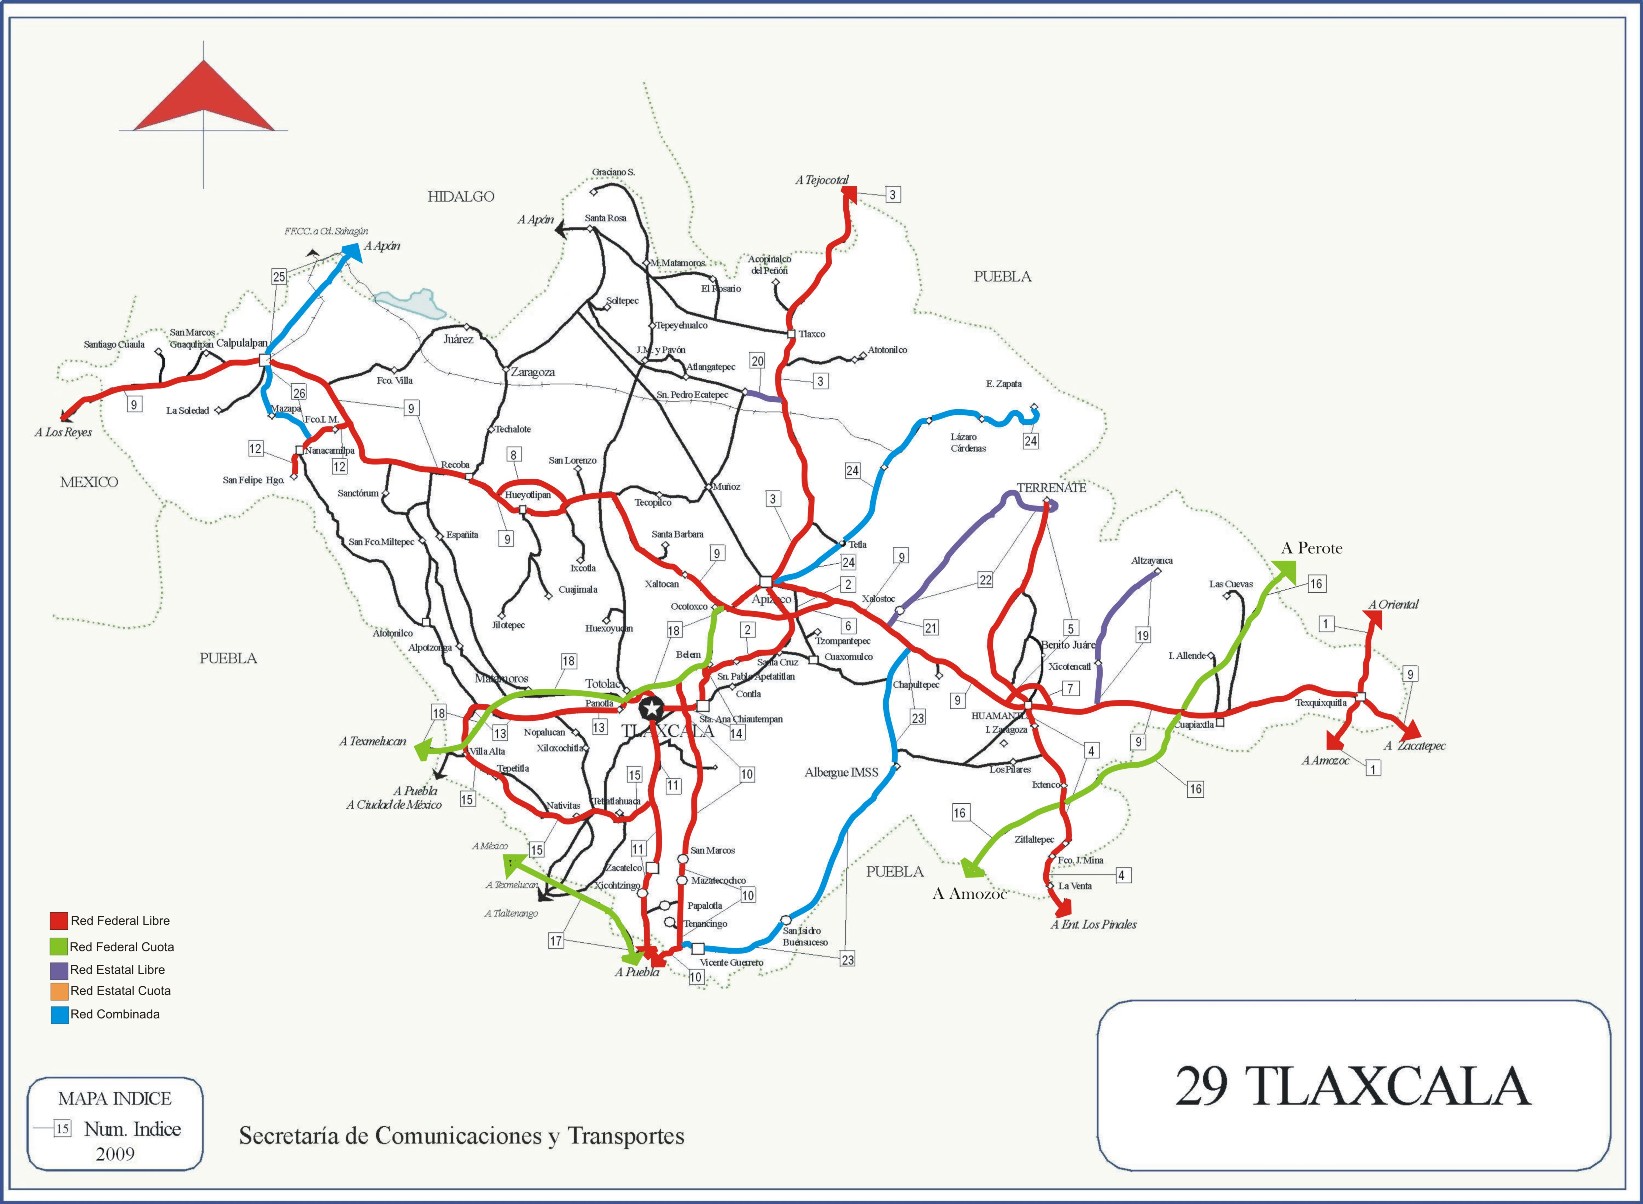 Graciano S.
A Tejocotal
3
HIDALGO
A Apán
Santa Rosa
FF.CC. a Cd. Sahagún
A Apán
M. Matamoros
Acopinalco
del Peñón
25
El Rosario
PUEBLA
Soltepec
Tepeyehualco
Tlaxco
San Marcos
Guaquilpan
Santiago Cuaula
Calpulalpan
Juárez
J.M. y Pavón
Atotonilco
20
Atlangatepec
Zaragoza
Fco. Villa
3
E. Zapata
26
Sn. Pedro Ecatepec
9
La Soledad
Mazapa
9
Fco. I. M.
A Los Reyes
Techalote
Lázaro
Cárdenas
24
12
Nanacamilpa
8
12
Recoba
San Lorenzo
24
MEXICO
San Felipe Hgo.
Sanctórum
Hueyotlipan
Muñoz
TERRENATE
Tecopilco
3
Españita
9
Santa Barbara
San Fco. Miltepec
Tetla
A Perote
9
9
24
Altzayanca
Ixcotla
Xaltocan
22
2
16
Las Cuevas
Cuajimala
Apizaco
Xalostoc
Ocotoxco
A Oriental
Jilotepec
1
Huexoyucan
18
2
6
21
5
19
Atotonilco
Tzompantepec
Alpotzonga
Benito Juárez
PUEBLA
18
Belem
Santa Cruz
Cuaxomulco
Xicotencatl
I. Allende
Matamoros
Totolac
Sn. Pablo Apetatitlan
Chapultepec
9
7
9
Contla
Panotla
Texquixquitla
18
13
13
Sta. Ana Chiautempan
23
HUAMANTLA
Cuapiaxtla
TLAXCALA
14
I. Zaragoza
Nopalucan
A Texmelucan
Xiloxochitla
9
A Zacatepec
Villa Alta
4
A Amozoc
1
Tepetitla
15
10
Albergue IMSS
Los Pilares
11
Ixtenco
16
A Puebla
A Ciudad de México
15
Nativitas
Tetlatlahuaca
16
A México
15
11
San Marcos
Zitlaltepec
Zacatelco
Fco. J. Mina
PUEBLA
4
A Texmelucan
Xicohtzingo
Mazatecochco
La Venta
10
A Amozoc
A Tlaltenango
Papalotla
Tenancingo
A Ent. Los Pinales
17
San Isidro
Buensuceso
A Puebla
Vicente Guerrero
23
10
Red Federal Libre
Red Federal Cuota
Red Estatal Libre
Red Estatal Cuota
Red Combinada
MAPA INDICE
15 Num. Indice
2009
Secretaría de Comunicaciones y Transportes
29 TLAXCALA